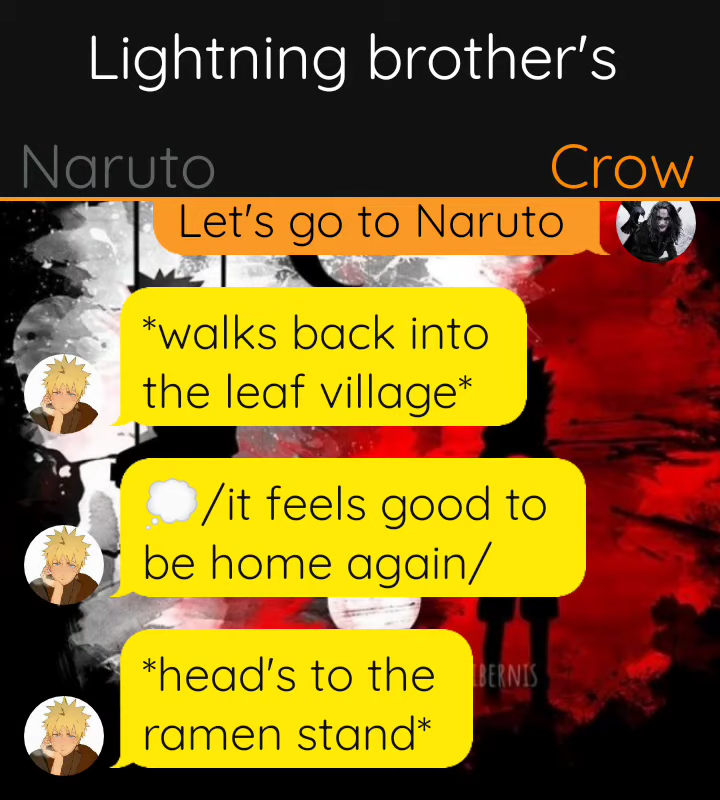 Lightning brother's
Naruto
Crow
Let's go to Naruto
*walks back into
the leaf village*
💭/it feels good to
be home again/
IBERNIS
*head's to the
ramen stand*